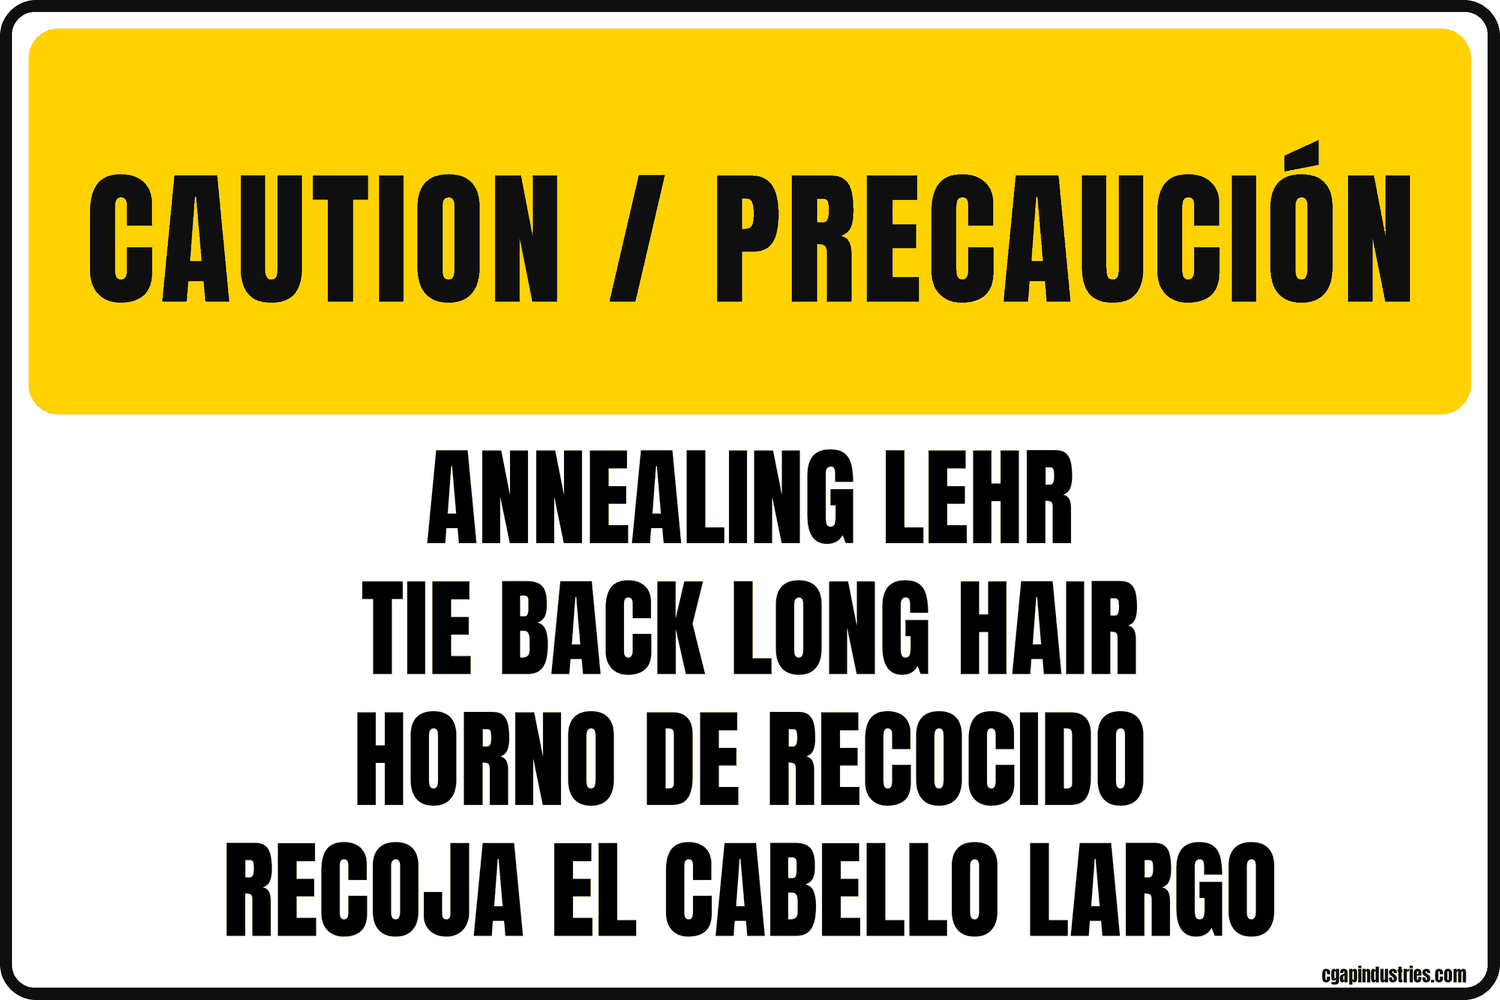 CAUTION / PRECAUCIÓN
ANNEALING LEHR
TIE BACK LONG HAIR
HORNO DE RECOCIDO
RECOJA EL CABELLO LARGO
cgapindustries.com